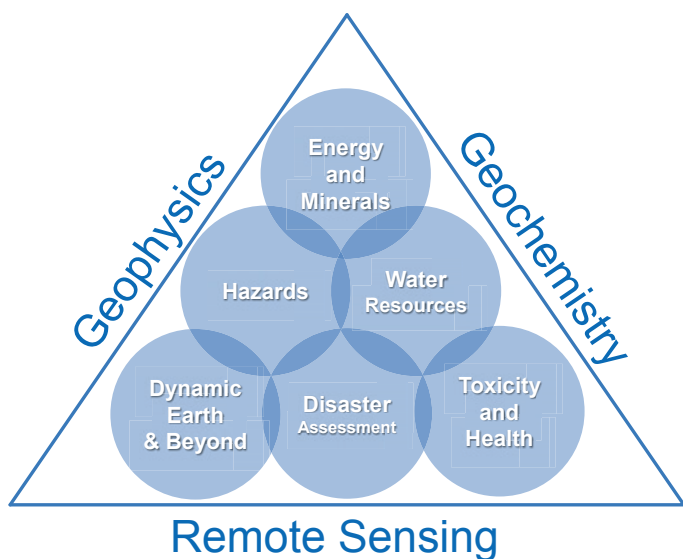 Geophysics
Geochemistry
Energy
and
Minerals
Hazards
Water
Resources
Dynamic
Earth
& Beyond
Disaster
Assessment
Toxicity
and
Health
Remote Sensing